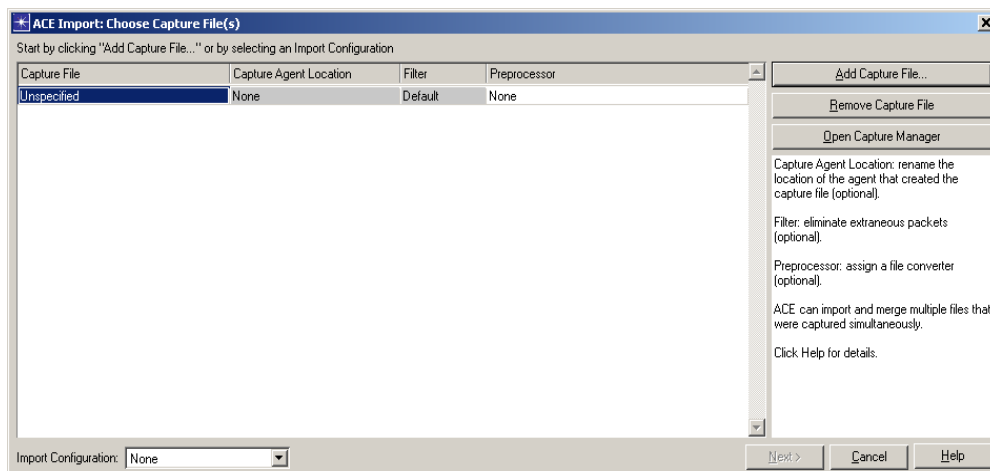 ACE Import: Choose Capture File(s)
Start by clicking "Add Capture File..." or by selecting an Import Configuration
Capture File Capture Agent Location Filter Preprocessor
Unspecified None Default None
Add Capture File...
Remove Capture File
Open Capture Manager
Capture Agent Location: rename the
location of the agent that created the
capture file (optional).
Filter: eliminate extraneous packets
(optional).
Preprocessor: assign a file converter
(optional).
ACE can import and merge multiple files that
were captured simultaneously.
Click Help for details.
Import Configuration: None
Next > Cancel Help